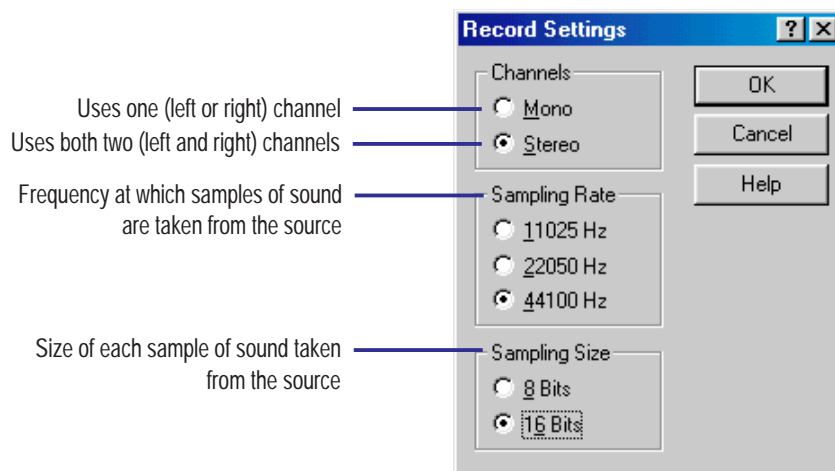 Record Settings
Channels
OK
Uses one (left or right) channel
Mono
Uses both two (left and right) channels
Stereo
Cancel
Help
Frequency at which samples of sound
are taken from the source
Sampling Rate
11025 Hz
22050 Hz
44100 Hz
Size of each sample of sound taken
from the source
Sampling Size
8 Bits
16 Bits